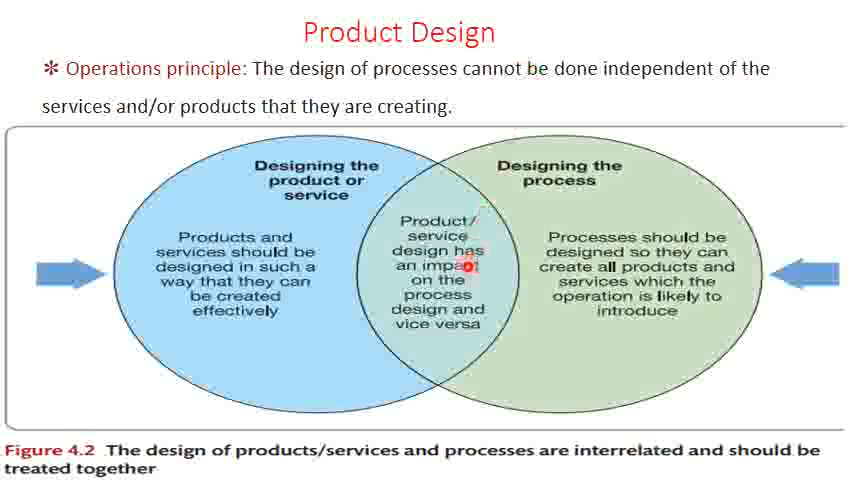 Product Design
✻ Operations principle: The design of processes cannot be done independent of the
services and/or products that they are creating.
Designing the
product or
service
Products and
services should be
designed in such a
way that they can
be created
effectively
Product/
service
design has
an impact
on the
process
design and
vice versa
Designing the
process
Processes should be
designed so they can
create all products and
services which the
operation is likely to
introduce
Figure 4.2 The design of products/services and processes are interrelated and should be
treated together